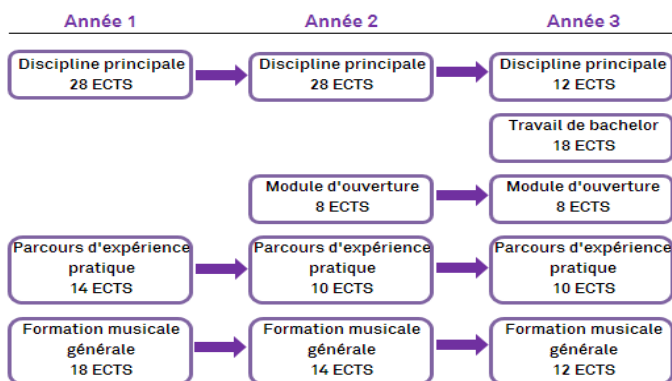 Année 1
Année 2
Année 3
Discipline principale
28 ECTS
Discipline principale
28 ECTS
Discipline principale
12 ECTS
Travail de bachelor
18 ECTS
Module d'ouverture
8 ECTS
Module d'ouverture
8 ECTS
Parcours d'expérience
pratique
14 ECTS
Parcours d'expérience
pratique
10 ECTS
Parcours d'expérience
pratique
10 ECTS
Formation musicale
générale
18 ECTS
Formation musicale
générale
14 ECTS
Formation musicale
générale
12 ECTS